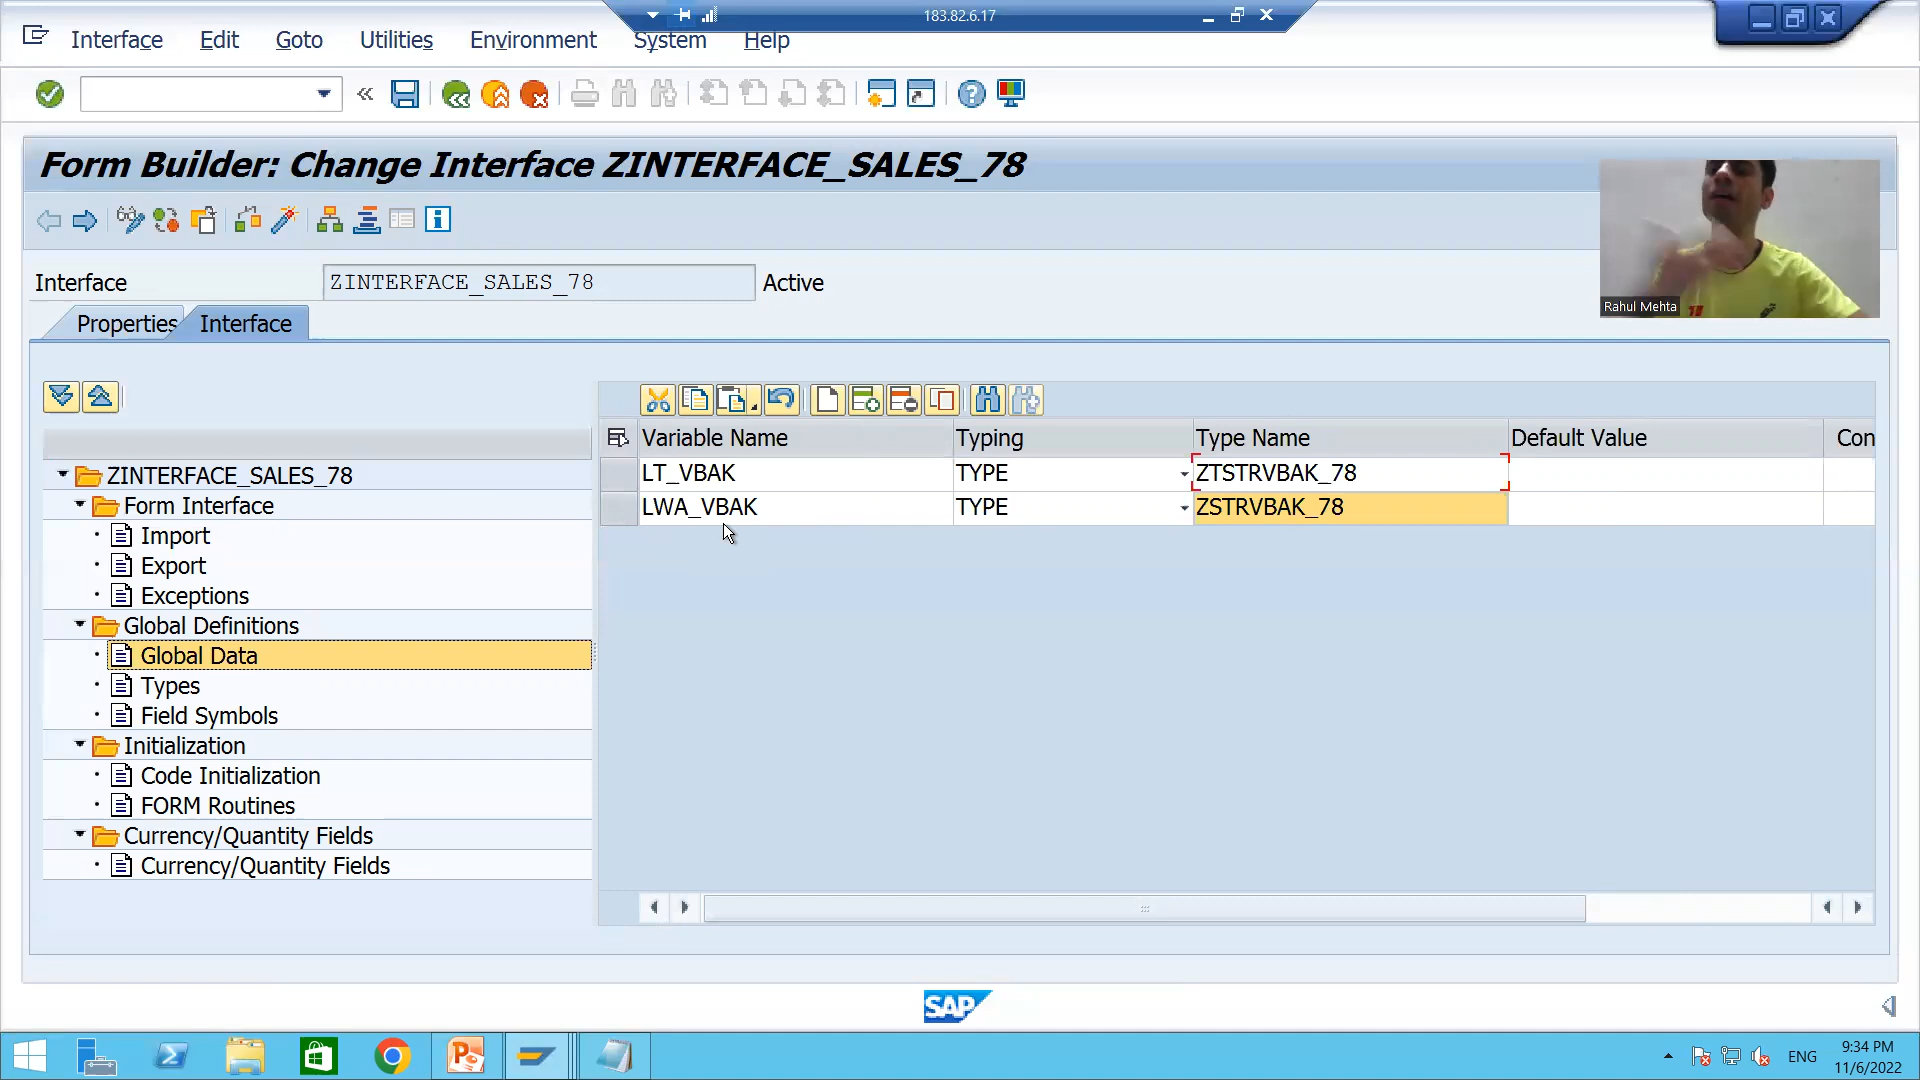 183.82.6.17
Interface Edit Goto Utilities Environment System Help
Form Builder: Change Interface ZINTERFACE_SALES_78
Interface ZINTERFACE_SALES_78 Active
Properties Interface
Rahul Mehta
Variable Name Typing Type Name Default Value Con
LT_VBAK TYPE ZTSTRVBAK_78
LWA_VBAK TYPE ZSTRVBAK_78
ZINTERFACE_SALES_78
Form Interface
Import
Export
Exceptions
Global Definitions
Global Data
Types
Field Symbols
Initialization
Code Initialization
FORM Routines
Currency/Quantity Fields
Currency/Quantity Fields
SAP
ENG
9:34 PM
11/6/2022